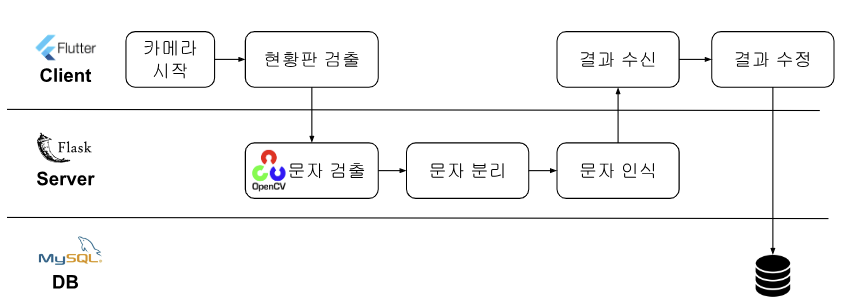 Flutter
Client
카메라
시작
현황판 검출
결과 수신
결과 수정
Flask
Server
OpenCV
문자 검출
문자 분리
문자 인식
MySQL
DB